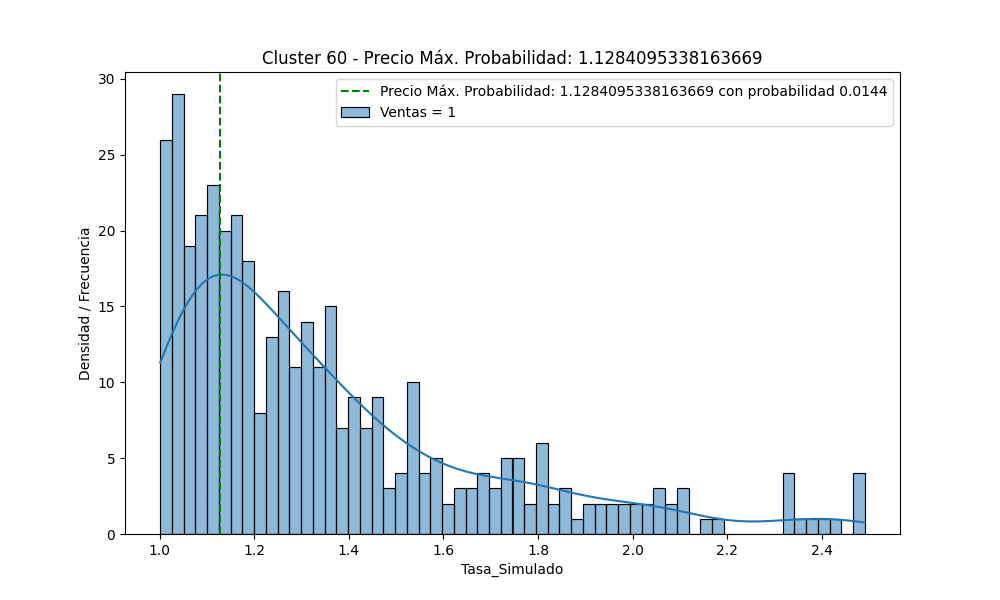 Cluster 60 - Precio Máx. Probabilidad: 1.1284095338163669
Precio Máx. Probabilidad: 1.1284095338163669 con probabilidad 0.0144
Ventas = 1
30
25
20
15
10
5
0
Densidad / Frecuencia
1.0 1.2 1.4 1.6 1.8 2.0 2.2 2.4
Tasa_Simulado